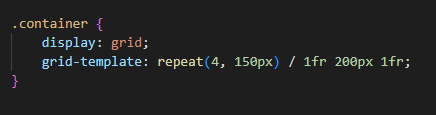 .container {
    display: grid;
    grid-template: repeat(4, 150px) / 1fr 200px 1fr;
}